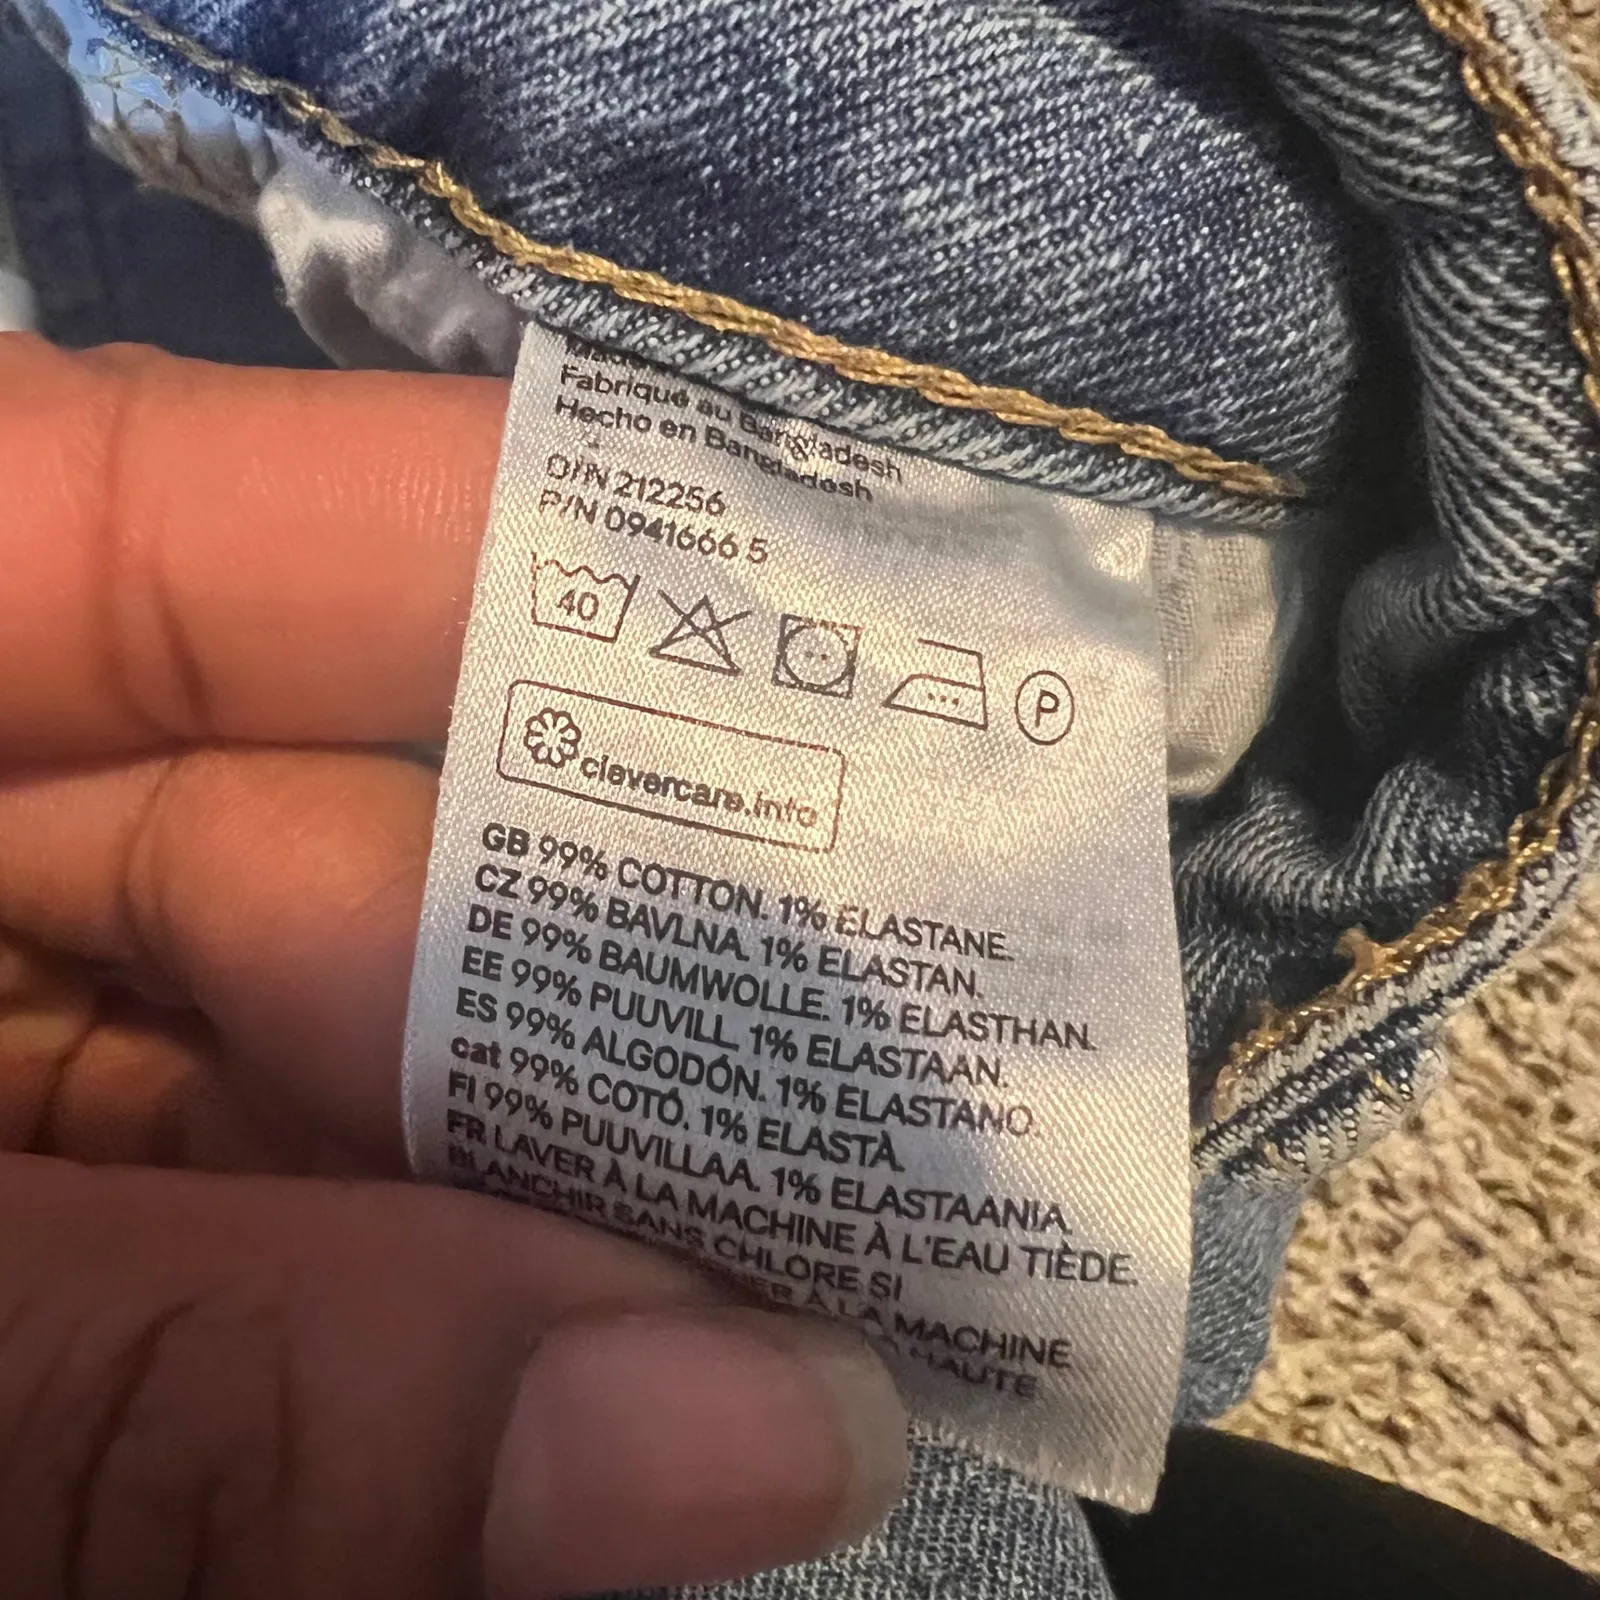 Fabriqué au Bangladesh
Hecho en Bangladesh
O/N 212256
P/N 0941666 5
40
P
clevercare.info
GB 99% COTTON. 1% ELASTANE.
CZ 99% BAVLNA. 1% ELASTAN.
DE 99% BAUMWOLLE. 1% ELASTHAN.
EE 99% PUUVILL. 1% ELASTAAN.
ES 99% ALGODÓN. 1% ELASTANO.
cat 99% COTÓ. 1% ELASTÀ.
FI 99% PUUVILLAA. 1% ELASTAANIA.
FR LAVER À LA MACHINE À L'EAU TIÈDE.
BLANCHIR SANS CHLORE SI
À LA MACHINE
HAUTE